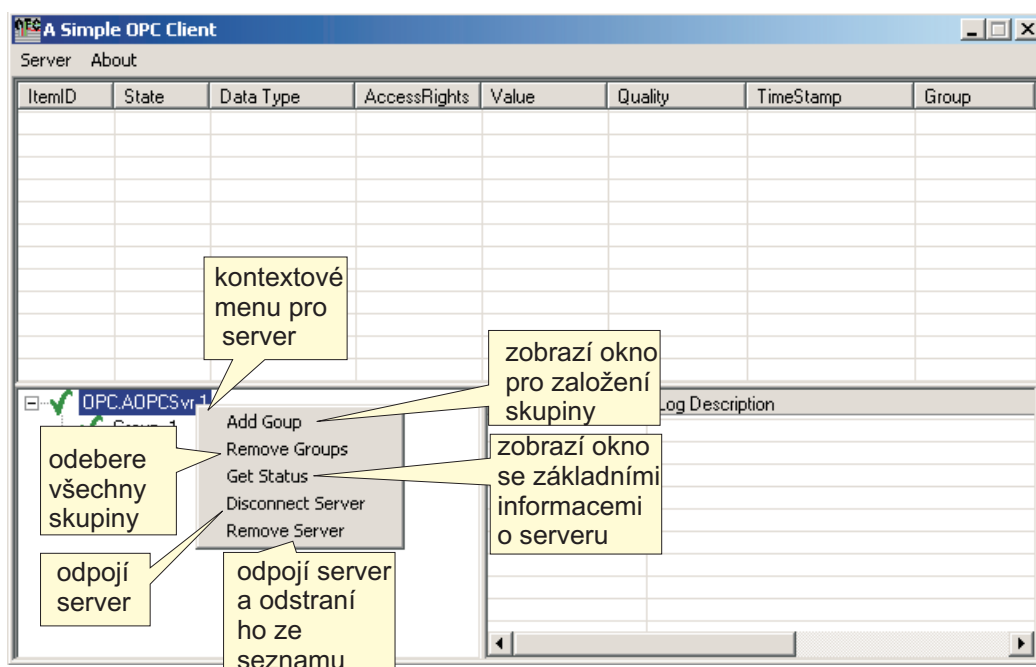 A Simple OPC Client
Server About
ItemID State Data Type AccessRights Value Quality TimeStamp Group
kontextové
menu pro
server
zobrazí okno
pro založení
skupiny
OPC.AOPCSvr.1
Log Description
Add Goup
Remove Groups
Get Status
Disconnect Server
Remove Server
odebere
všechny
skupiny
zobrazí okno
se základními
informacemi
o serveru
odpojí
server
odpojí server
a odstraní
ho ze
seznamu